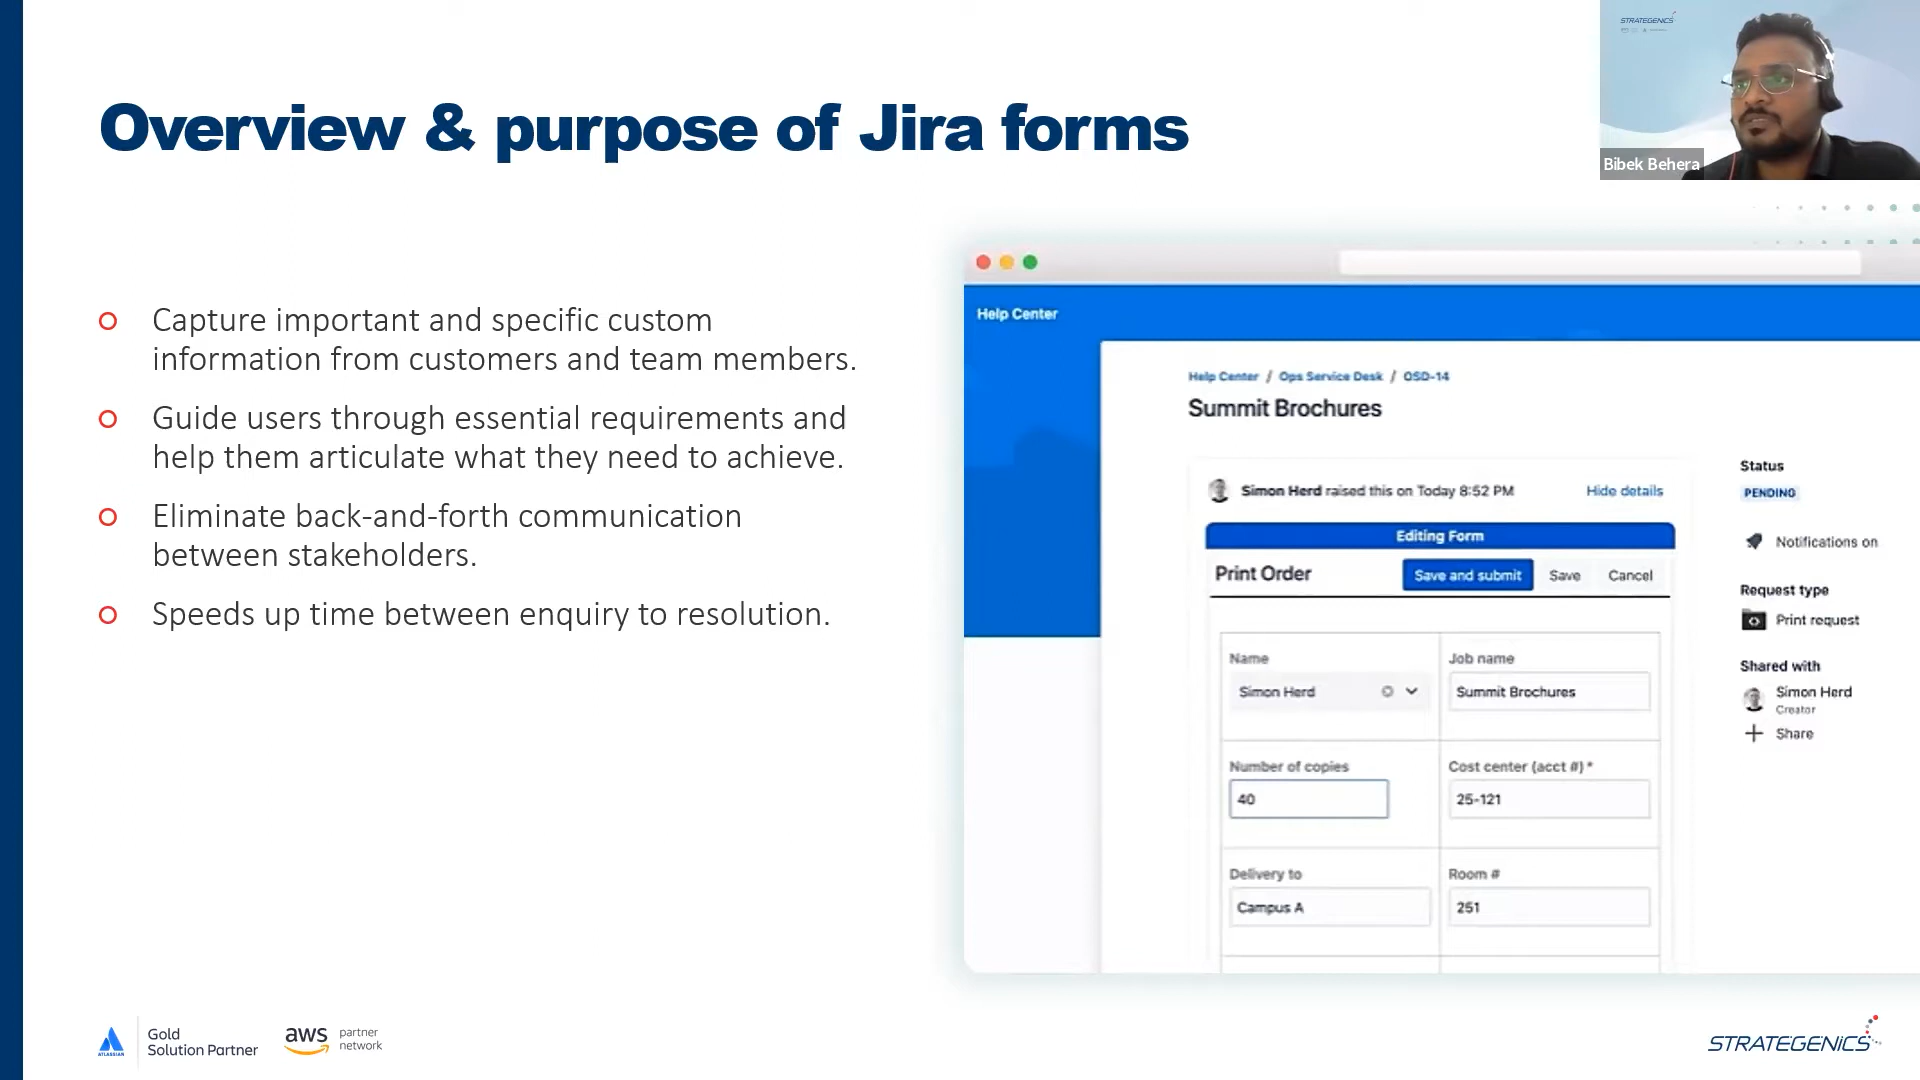 STRATEGENICS
Bibek Behera
Overview & purpose of Jira forms
Capture important and specific custom
information from customers and team members.
Guide users through essential requirements and
help them articulate what they need to achieve.
Eliminate back-and-forth communication
between stakeholders.
Speeds up time between enquiry to resolution.
Help Center
Help Center / Ops Service Desk / OSD-14
Summit Brochures
Simon Herd raised this on Today 8:52 PM
Hide details
Editing Form
Print Order
Save and submit
Save
Cancel
Name
Job name
Simon Herd
Summit Brochures
Number of copies
Cost center (acct #) *
40
25-121
Delivery to
Room #
Campus A
251
Status
PENDING
Notifications on
Request type
Print request
Shared with
Simon Herd
Creator
Share
ATLASSIAN
Gold
Solution Partner
aws
partner
network
STRATEGENICS